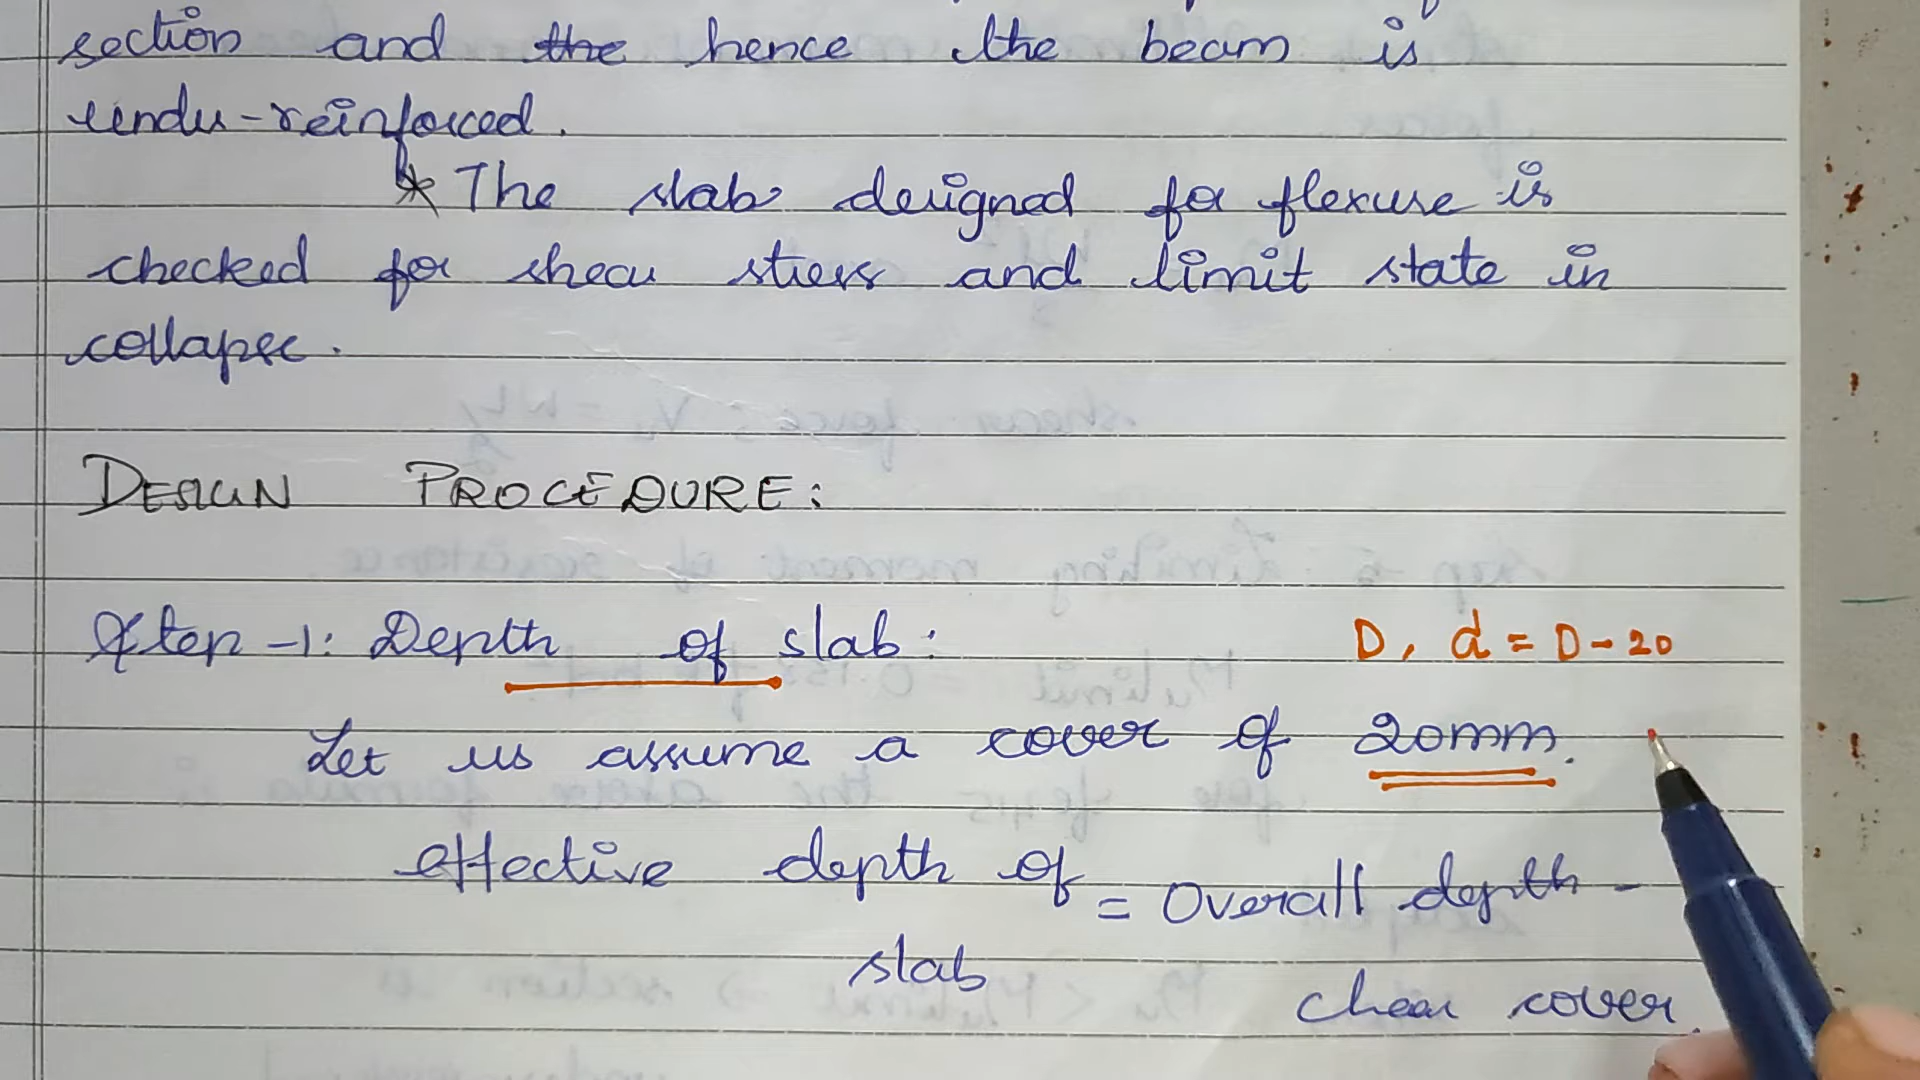 section and the hence the beam is
under-reinforced.
* The slab designed for flexure is
checked for shear stress and limit state in
collapse.
DESIGN PROCEDURE:
Step-1: Depth of slab: D, d = D-20
Let us assume a cover of 20mm.
effective depth of = Overall depth -
slab clear cover.